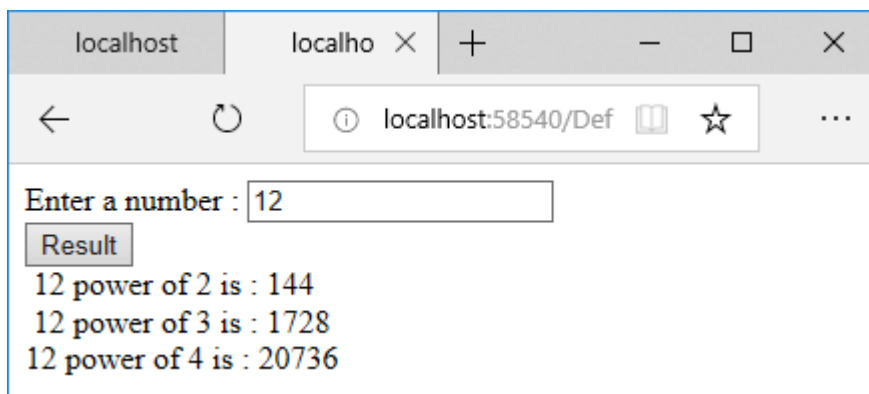 localhost
localho
localhost:58540/Def
Enter a number : 12
Result
12 power of 2 is : 144
12 power of 3 is : 1728
12 power of 4 is : 20736